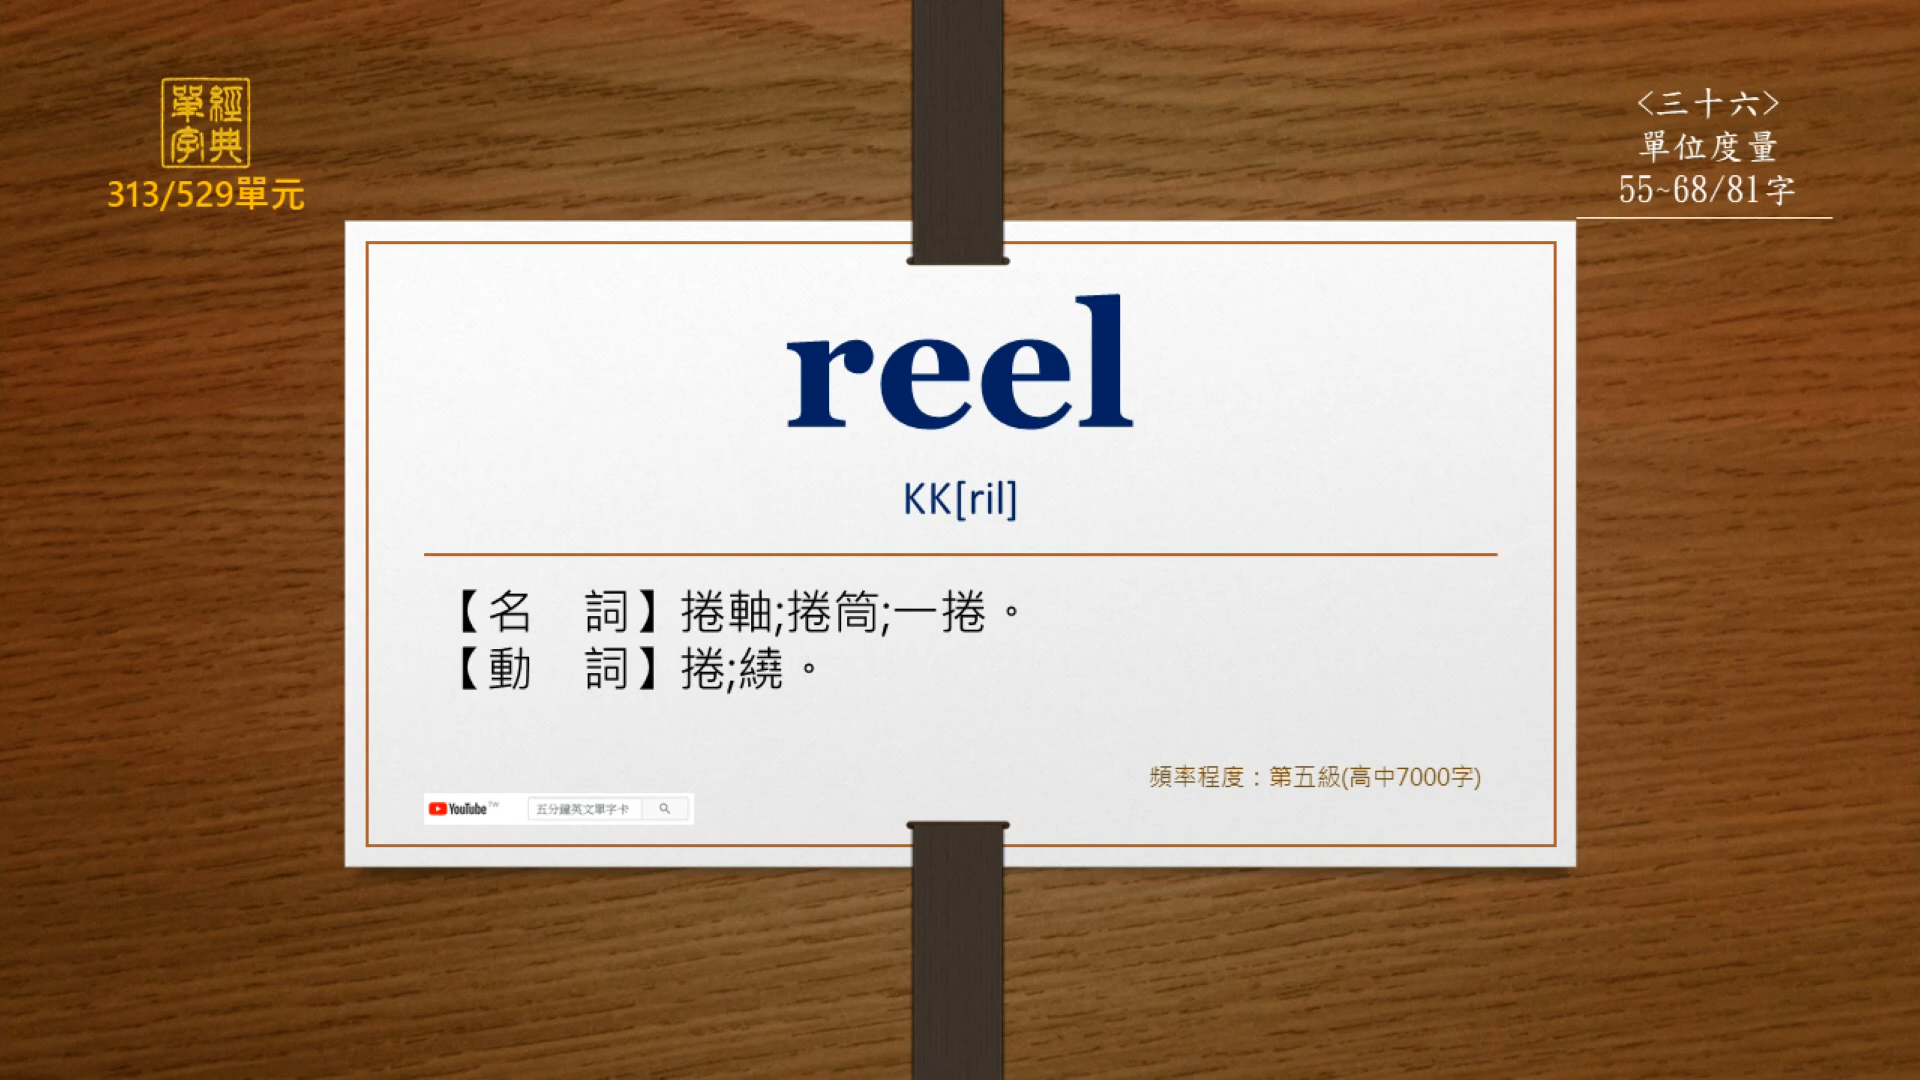 經典
單字
313/529單元
<三十六>
單位度量
55~68/81字
reel
KK[ril]
【名　詞】捲軸;捲筒;一捲。
【動　詞】捲;繞。
頻率程度：第五級(高中7000字)
YouTube TW
五分鐘英文單字卡